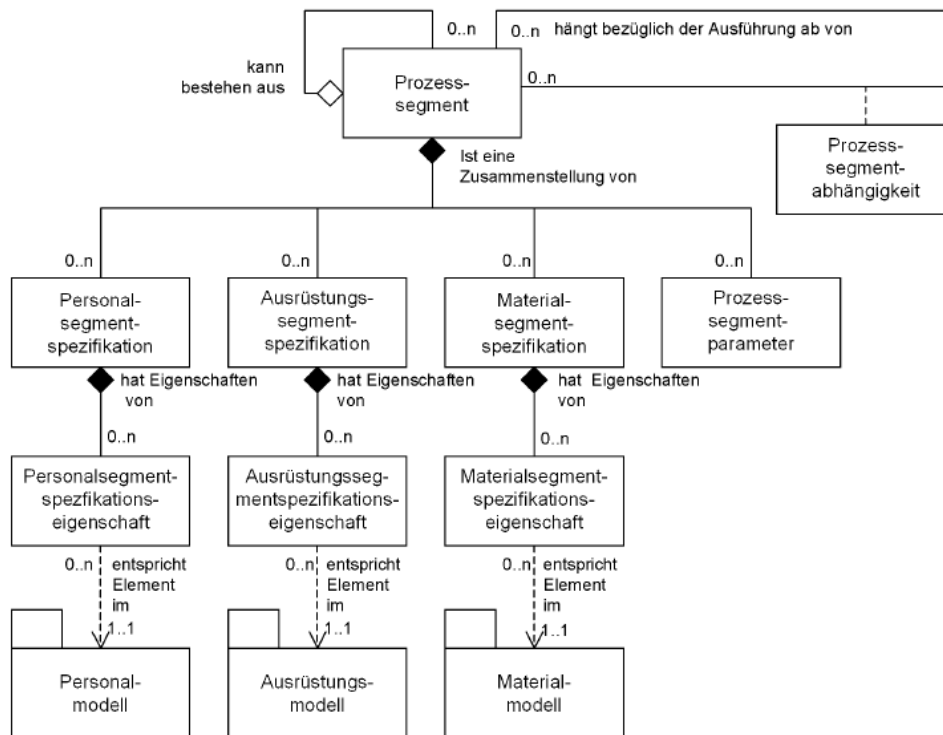 0..n
0..n
hängt bezüglich der Ausführung ab von
kann
bestehen aus
Prozess-
segment
0..n
Prozess-
segment-
abhängigkeit
Ist eine
Zusammenstellung von
0..n
0..n
0..n
0..n
Personal-
segment-
spezifikation
Ausrüstungs-
segment-
spezifikation
Material-
segment-
spezifikation
Prozess-
segment-
parameter
hat Eigenschaften
von
hat Eigenschaften
von
hat Eigenschaften
von
0..n
0..n
0..n
Personalsegment-
spezfikations-
eigenschaft
Ausrüstungsseg-
mentspezifikations-
eigenschaft
Materialsegment-
spezifikations-
eigenschaft
0..n
entspricht
Element
im
1..1
0..n
entspricht
Element
im
1..1
0..n
entspricht
Element
im
1..1
Personal-
modell
Ausrüstungs-
modell
Material-
modell